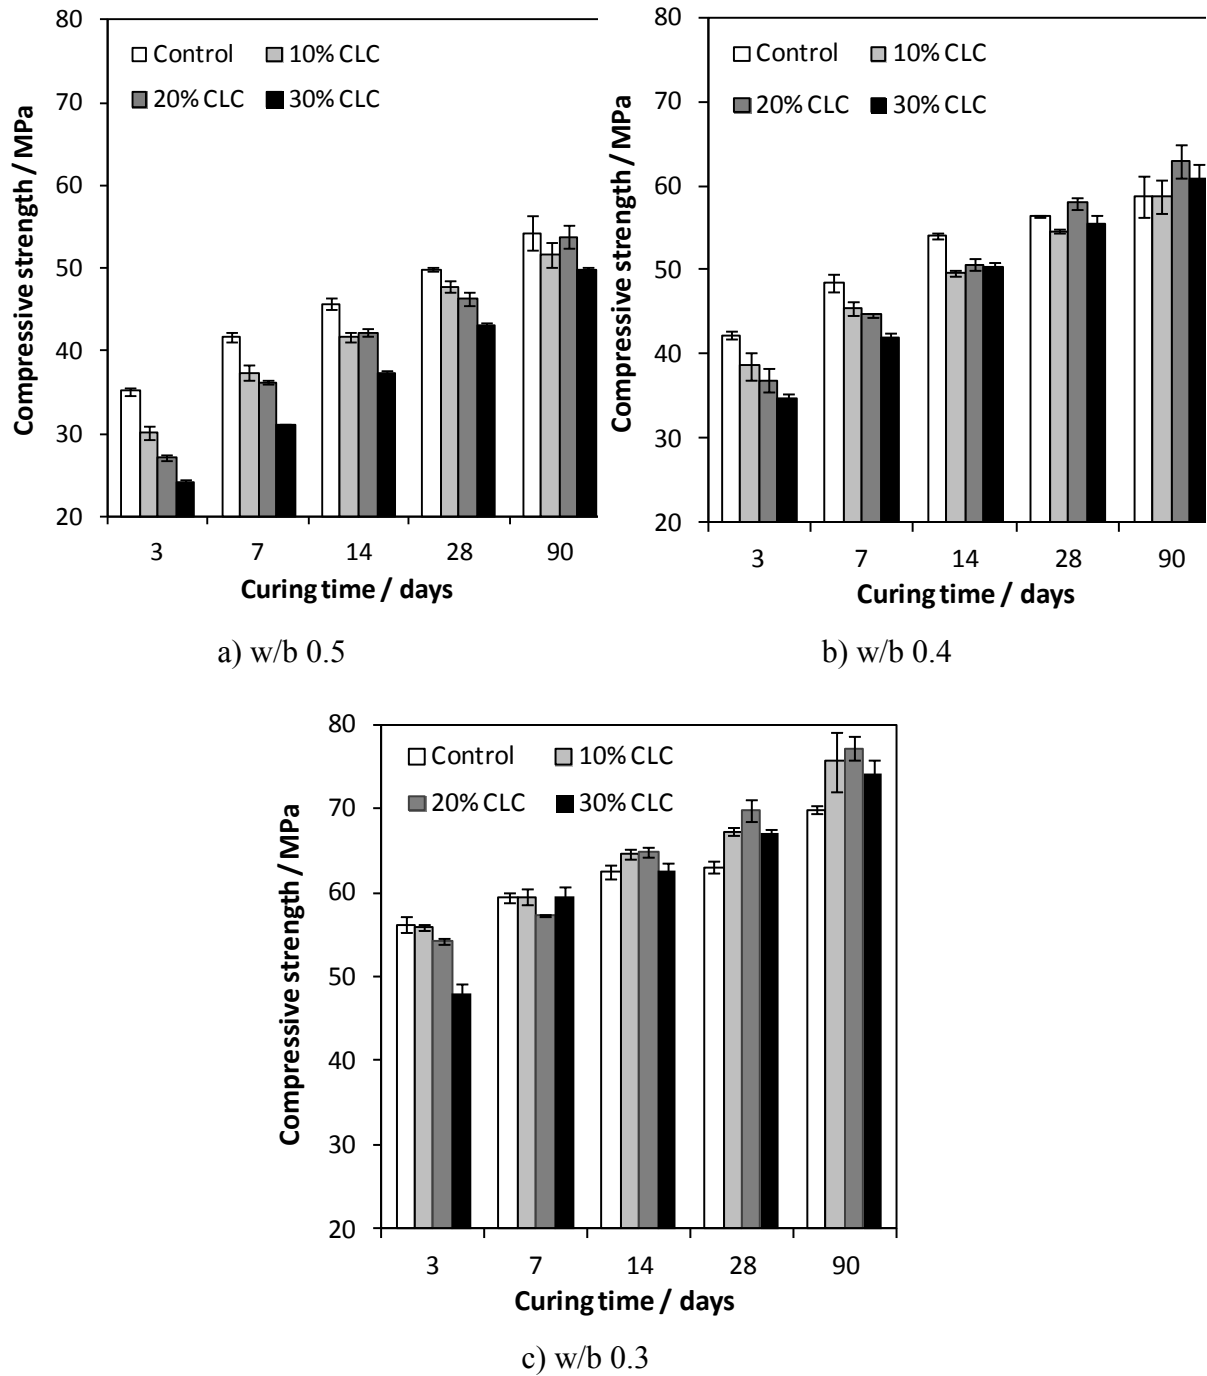 80
70
60
50
40
30
20
Compressive strength / MPa
Control
10% CLC
20% CLC
30% CLC
3
7
14
28
90
Curing time / days
a) w/b 0.5
80
70
60
50
40
30
20
Compressive strength / MPa
Control
10% CLC
20% CLC
30% CLC
3
7
14
28
90
Curing time / days
b) w/b 0.4
80
70
60
50
40
30
20
Compressive strength / MPa
Control
10% CLC
20% CLC
30% CLC
3
7
14
28
90
Curing time / days
c) w/b 0.3